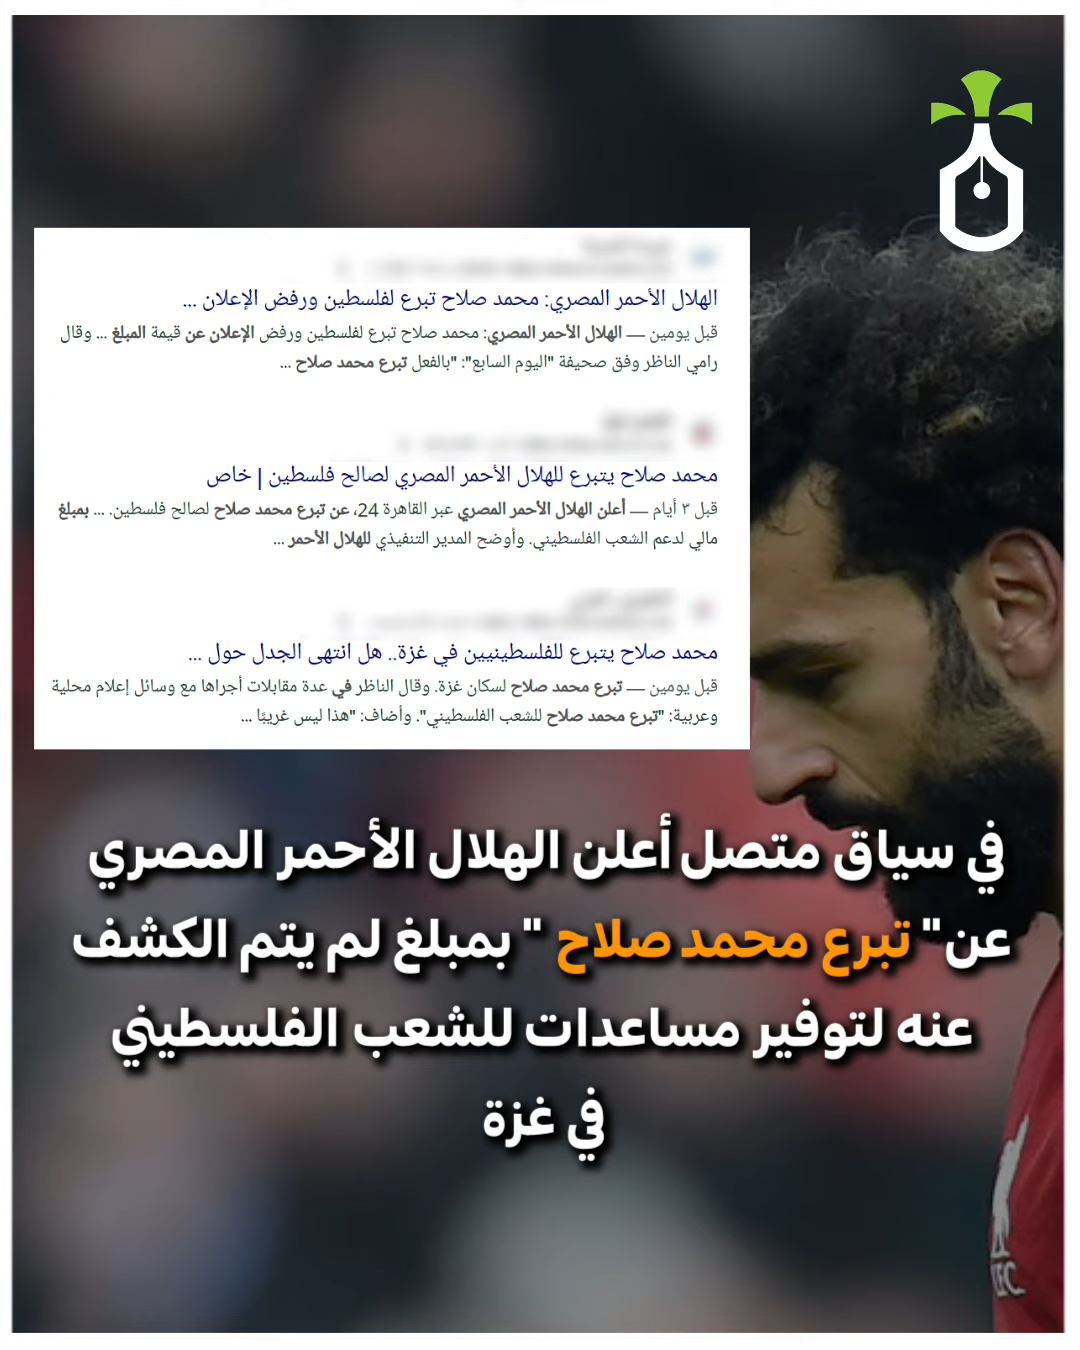 الهلال الأحمر المصري: محمد صلاح تبرع لفلسطين ورفض الإعلان ...
قبل يومين — الهلال الأحمر المصري: محمد صلاح تبرع لفلسطين ورفض الإعلان عن قيمة المبلغ ... وقال
رامي الناظر وفق صحيفة "اليوم السابع": "بالفعل تبرع محمد صلاح ...
محمد صلاح يتبرع للهلال الأحمر المصري لصالح فلسطين | خاص
قبل ٣ أيام — أعلن الهلال الأحمر المصري عبر القاهرة 24، عن تبرع محمد صلاح لصالح فلسطين. ... بمبلغ
مالي لدعم الشعب الفلسطيني. وأوضح المدير التنفيذي للهلال الأحمر ...
محمد صلاح يتبرع للفلسطينيين في غزة.. هل انتهى الجدل حول ...
قبل يومين — تبرع محمد صلاح لسكان غزة. وقال الناظر في عدة مقابلات أجراها مع وسائل إعلام محلية
وعربية: "تبرع محمد صلاح للشعب الفلسطيني". وأضاف: "هذا ليس غريبًا ...
في سياق متصل أعلن الهلال الأحمر المصري
عن" تبرع محمد صلاح " بمبلغ لم يتم الكشف
عنه لتوفير مساعدات للشعب الفلسطيني
في غزة